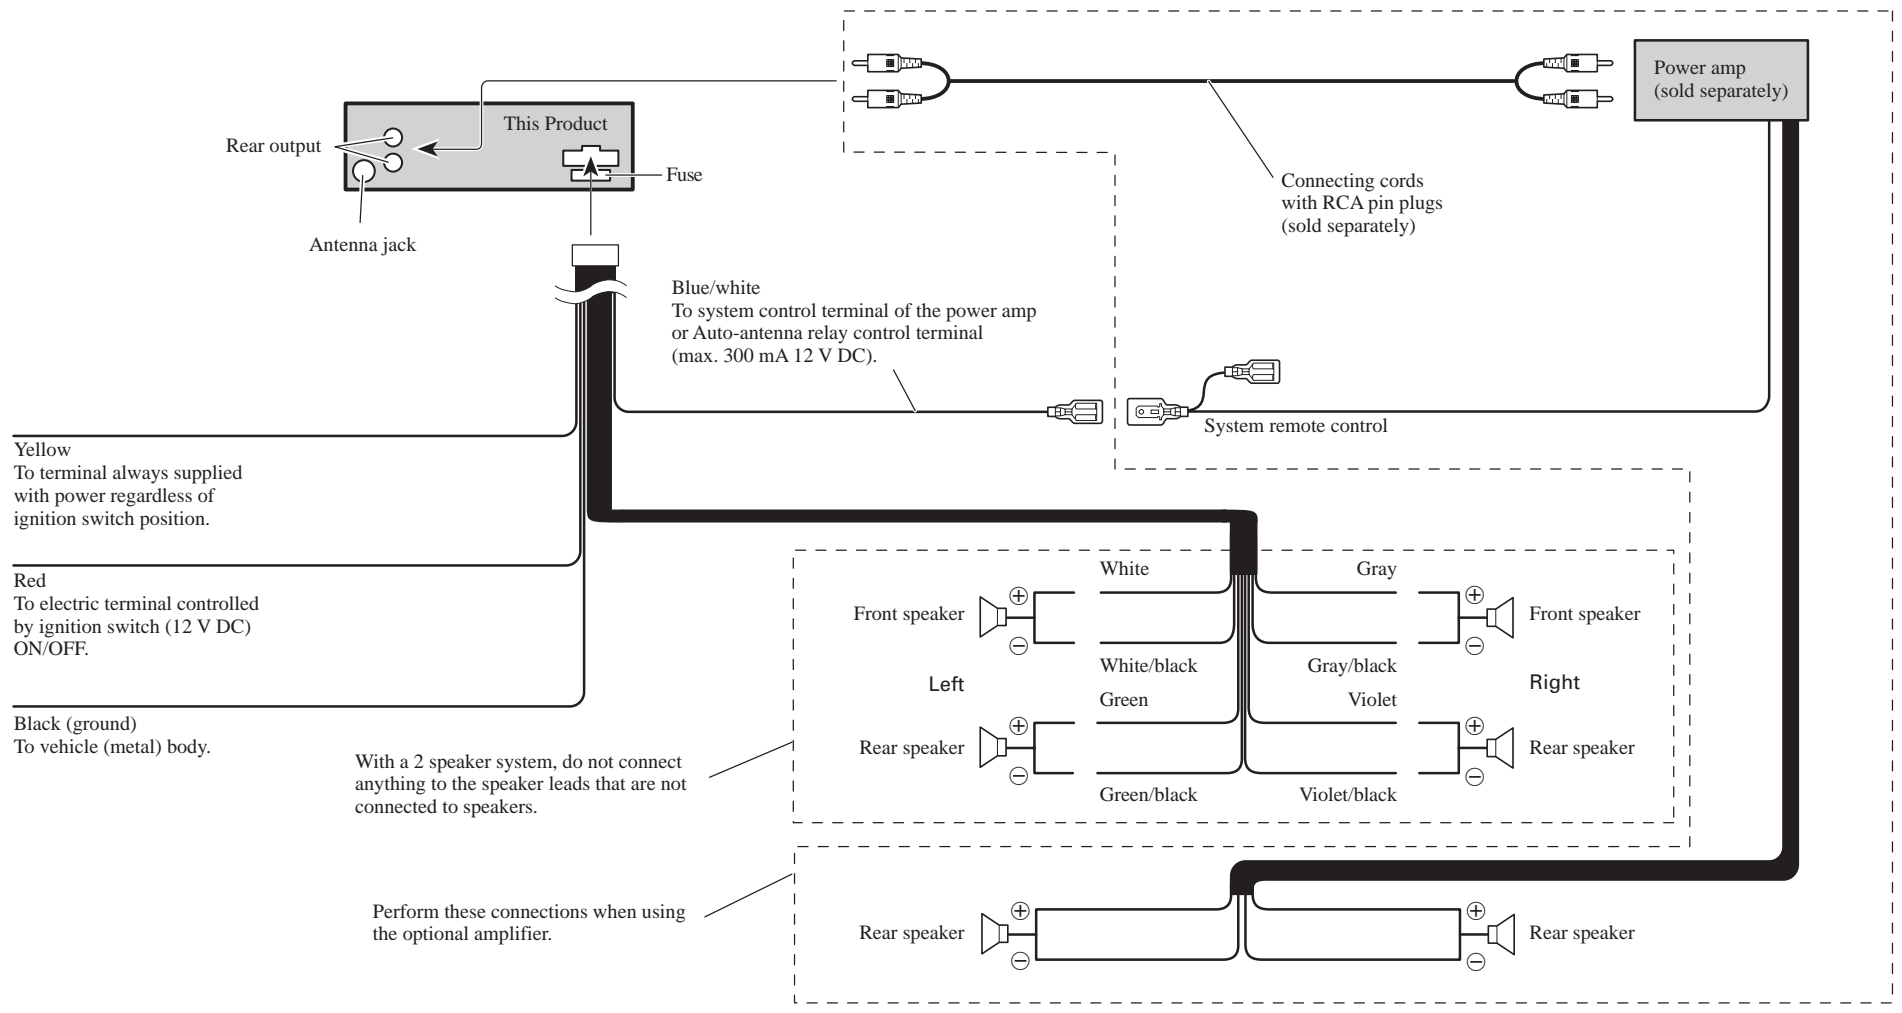 Power amp
(sold separately)
This Product
Rear output
Fuse
Antenna jack
Connecting cords
with RCA pin plugs
(sold separately)
Blue/white
To system control terminal of the power amp
or Auto-antenna relay control terminal
(max. 300 mA 12 V DC).
System remote control
Yellow
To terminal always supplied
with power regardless of
ignition switch position.
Red
To electric terminal controlled
by ignition switch (12 V DC)
ON/OFF.
Black (ground)
To vehicle (metal) body.
White
Gray
Front speaker
+
+
Front speaker
−
−
White/black
Gray/black
Left
Right
Green
Violet
Rear speaker
+
+
Rear speaker
−
−
Green/black
Violet/black
With a 2 speaker system, do not connect
anything to the speaker leads that are not
connected to speakers.
Perform these connections when using
the optional amplifier.
Rear speaker
+
+
Rear speaker
−
−